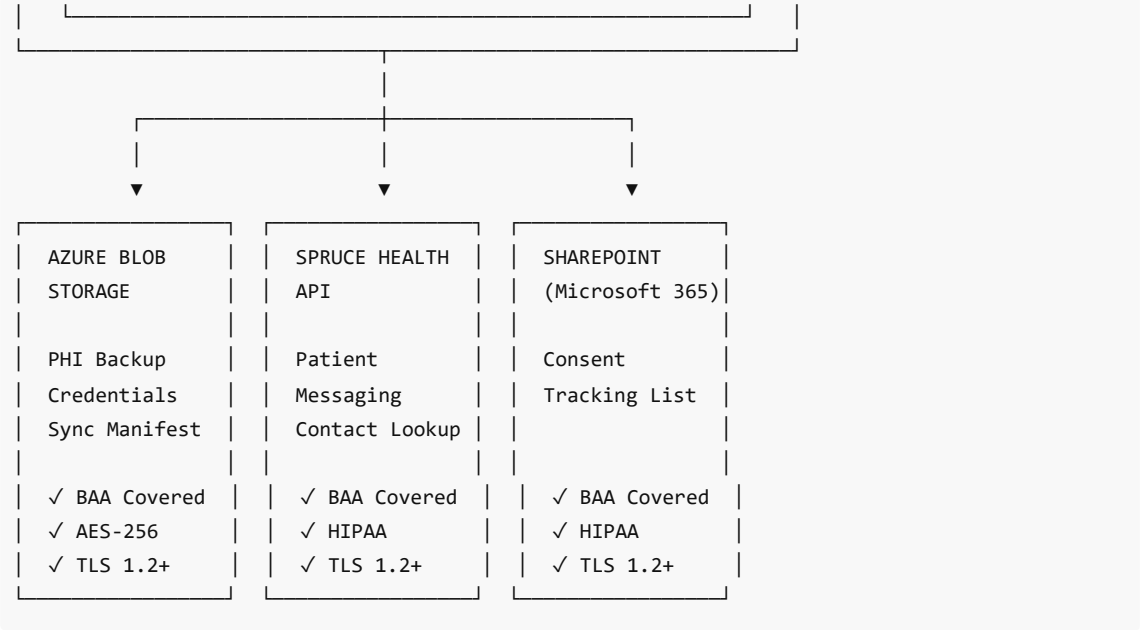 AZURE BLOB SPRUCE HEALTH SHAREPOINT
STORAGE API (Microsoft 365)
PHI Backup Patient Consent
Credentials Messaging Tracking List
Sync Manifest Contact Lookup
✓ BAA Covered ✓ BAA Covered ✓ BAA Covered
✓ AES-256 ✓ HIPAA ✓ HIPAA
✓ TLS 1.2+ ✓ TLS 1.2+ ✓ TLS 1.2+